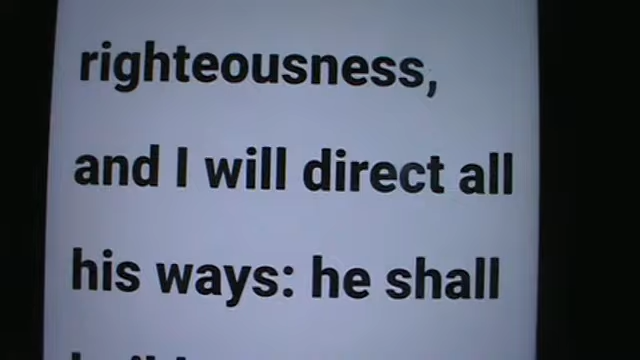 righteousness,
and I will direct all
his ways: he shall